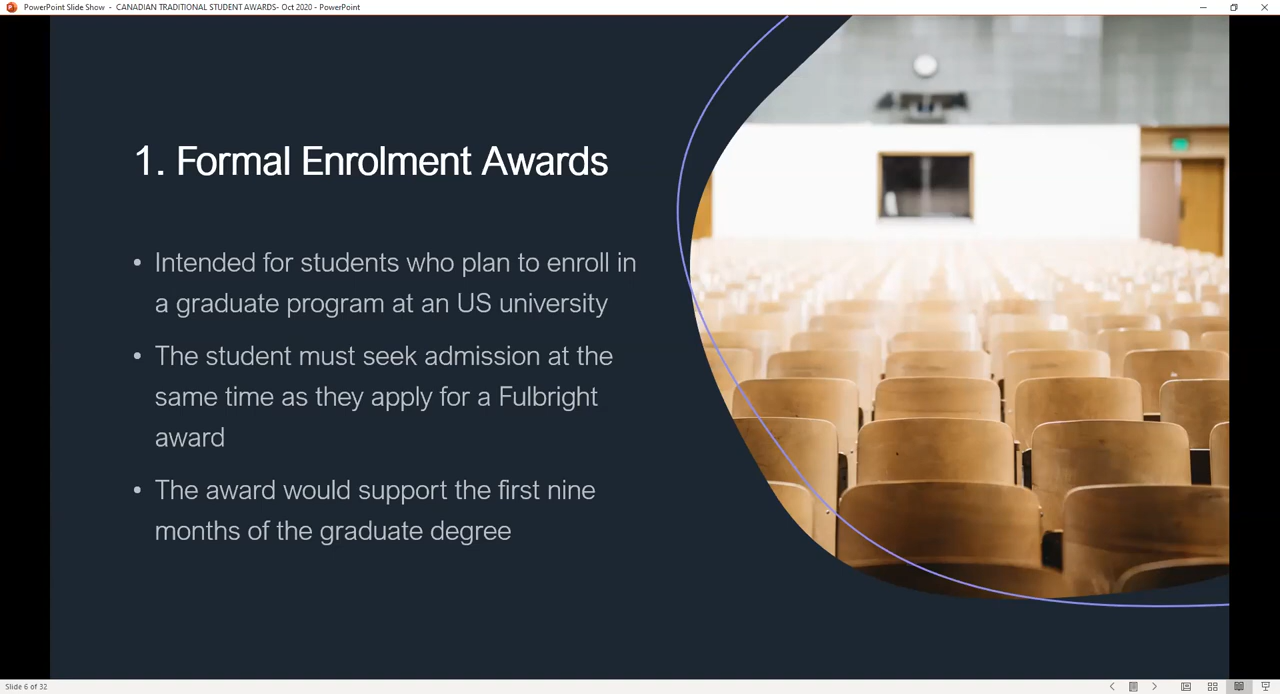 PowerPoint Slide Show - CANADIAN TRADITIONAL STUDENT AWARDS- Oct 2020 - PowerPoint
1. Formal Enrolment Awards
• Intended for students who plan to enroll in
a graduate program at an US university
• The student must seek admission at the
same time as they apply for a Fulbright
award
• The award would support the first nine
months of the graduate degree
Slide 6 of 32